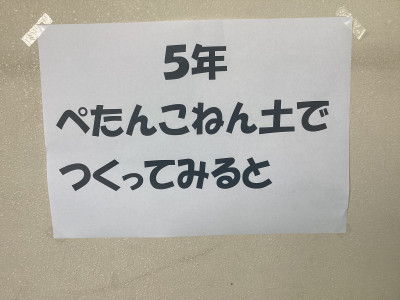 5年
ぺたんこねん土で
つくってみると